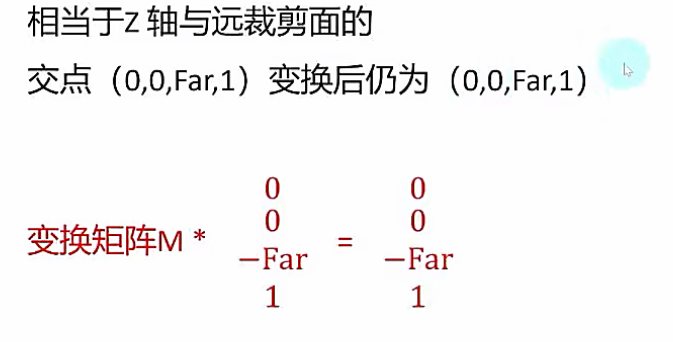 相当于Z 轴与远裁剪面的
交点（0,0,Far,1）变换后仍为（0,0,Far,1）
0 0
0 0
变换矩阵M * −Far = −Far
1 1